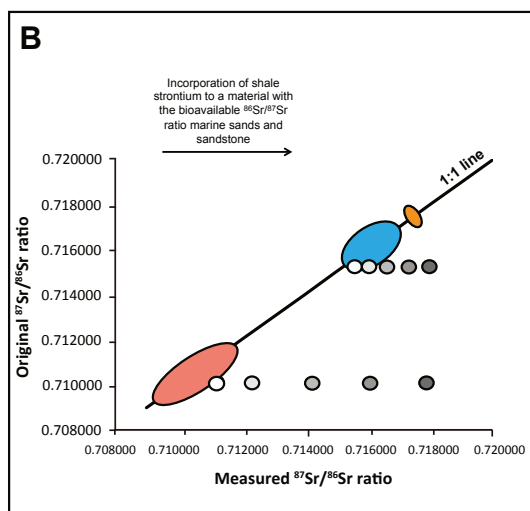 B
Incorporation of shale
strontium to a material with
the bioavailable ⁸⁶Sr/⁸⁷Sr
ratio marine sands and
sandstone
1:1 line
Original ⁸⁷Sr/⁸⁶Sr ratio
0.720000
0.718000
0.716000
0.714000
0.712000
0.710000
0.708000
0.708000 0.710000 0.712000 0.714000 0.716000 0.718000 0.720000
Measured ⁸⁷Sr/⁸⁶Sr ratio